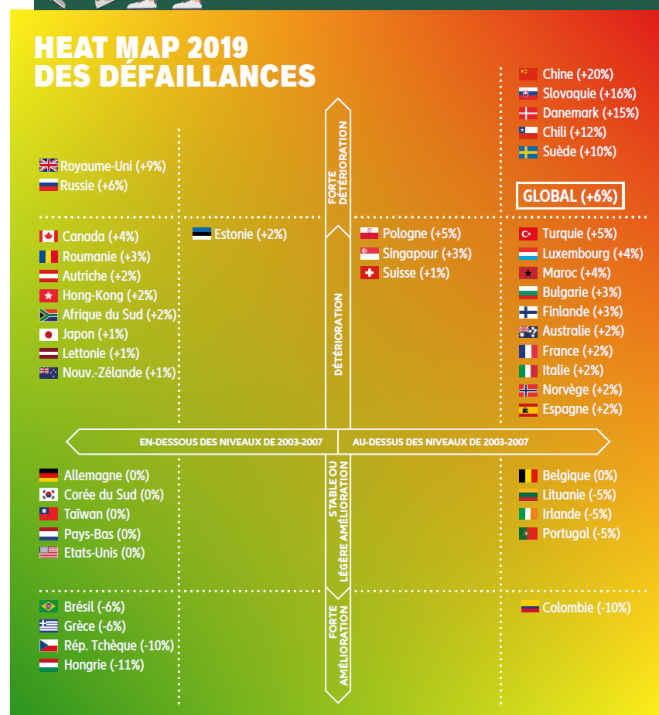 HEAT MAP 2019
DES DÉFAILLANCES
Chine (+20%)
Slovaquie (+16%)
Danemark (+15%)
Chili (+12%)
Suède (+10%)
GLOBAL (+6%)
Royaume-Uni (+9%)
Russie (+6%)
FORTE
DÉTÉRIORATION
Canada (+4%)
Roumanie (+3%)
Autriche (+2%)
Hong-Kong (+2%)
Afrique du Sud (+2%)
Japon (+1%)
Lettonie (+1%)
Nouv.-Zélande (+1%)
Estonie (+2%)
DÉTÉRIORATION
Pologne (+5%)
Singapour (+3%)
Suisse (+1%)
Turquie (+5%)
Luxembourg (+4%)
Maroc (+4%)
Bulgarie (+3%)
Finlande (+3%)
Australie (+2%)
France (+2%)
Italie (+2%)
Norvège (+2%)
Espagne (+2%)
EN-DESSOUS DES NIVEAUX DE 2003-2007
AU-DESSUS DES NIVEAUX DE 2003-2007
Allemagne (0%)
Corée du Sud (0%)
Taïwan (0%)
Pays-Bas (0%)
Etats-Unis (0%)
STABLE OU
LÉGÈRE AMÉLIORATION
Belgique (0%)
Lituanie (-5%)
Irlande (-5%)
Portugal (-5%)
Brésil (-6%)
Grèce (-6%)
Rép. Tchèque (-10%)
Hongrie (-11%)
FORTE
AMÉLIORATION
Colombie (-10%)